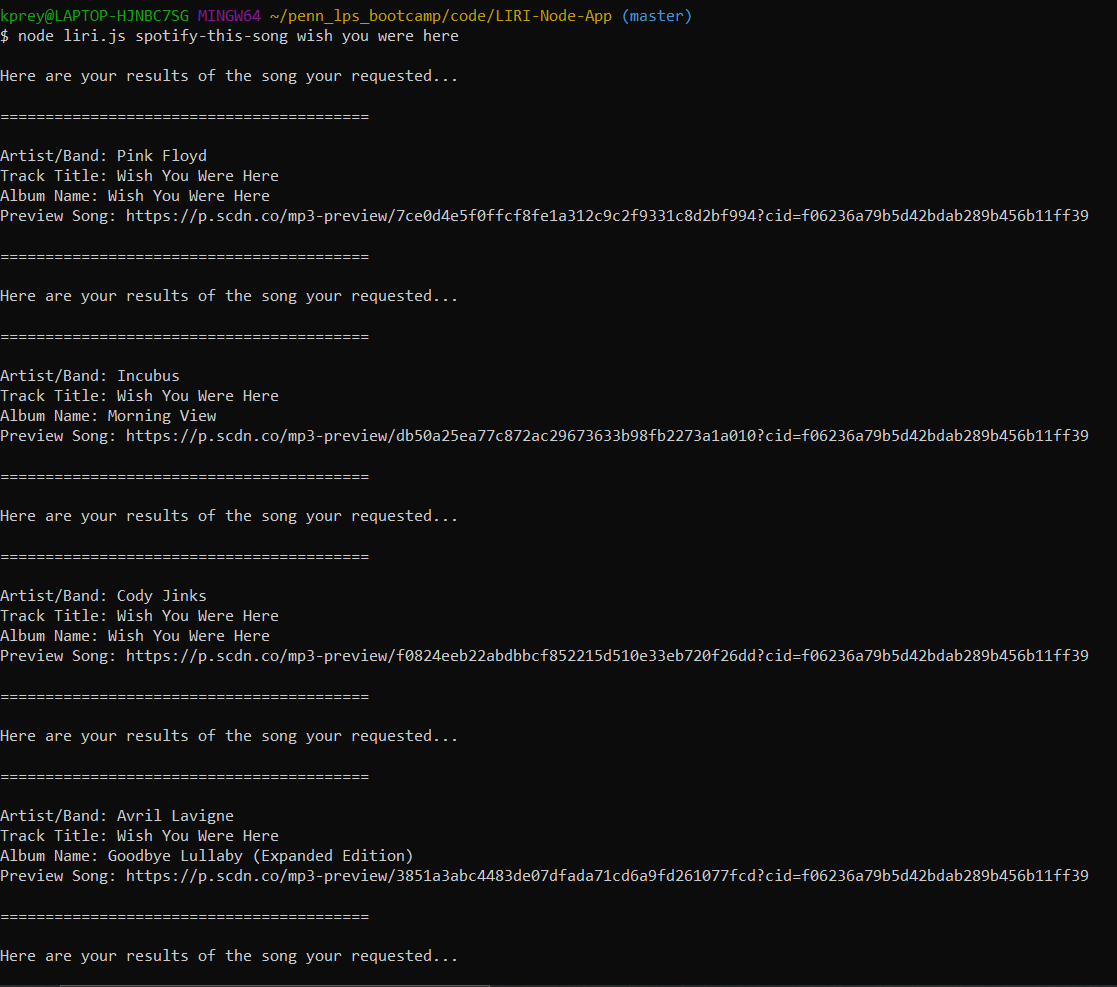 kprey@LAPTOP-HJNBC7SG MINGW64 ~/penn_lps_bootcamp/code/LIRI-Node-App (master)
$ node liri.js spotify-this-song wish you were here
Here are your results of the song your requested...
=========================================
Artist/Band: Pink Floyd
Track Title: Wish You Were Here
Album Name: Wish You Were Here
Preview Song: https://p.scdn.co/mp3-preview/7ce0d4e5f0ffcf8fe1a312c9c2f9331c8d2bf994?cid=f06236a79b5d42bdab289b456b11ff39
=========================================
Here are your results of the song your requested...
=========================================
Artist/Band: Incubus
Track Title: Wish You Were Here
Album Name: Morning View
Preview Song: https://p.scdn.co/mp3-preview/db50a25ea77c872ac29673633b98fb2273a1a010?cid=f06236a79b5d42bdab289b456b11ff39
=========================================
Here are your results of the song your requested...
=========================================
Artist/Band: Cody Jinks
Track Title: Wish You Were Here
Album Name: Wish You Were Here
Preview Song: https://p.scdn.co/mp3-preview/f0824eeb22abdbbcf852215d510e33eb720f26dd?cid=f06236a79b5d42bdab289b456b11ff39
=========================================
Here are your results of the song your requested...
=========================================
Artist/Band: Avril Lavigne
Track Title: Wish You Were Here
Album Name: Goodbye Lullaby (Expanded Edition)
Preview Song: https://p.scdn.co/mp3-preview/3851a3abc4483de07dfada71cd6a9fd261077fcd?cid=f06236a79b5d42bdab289b456b11ff39
=========================================
Here are your results of the song your requested...